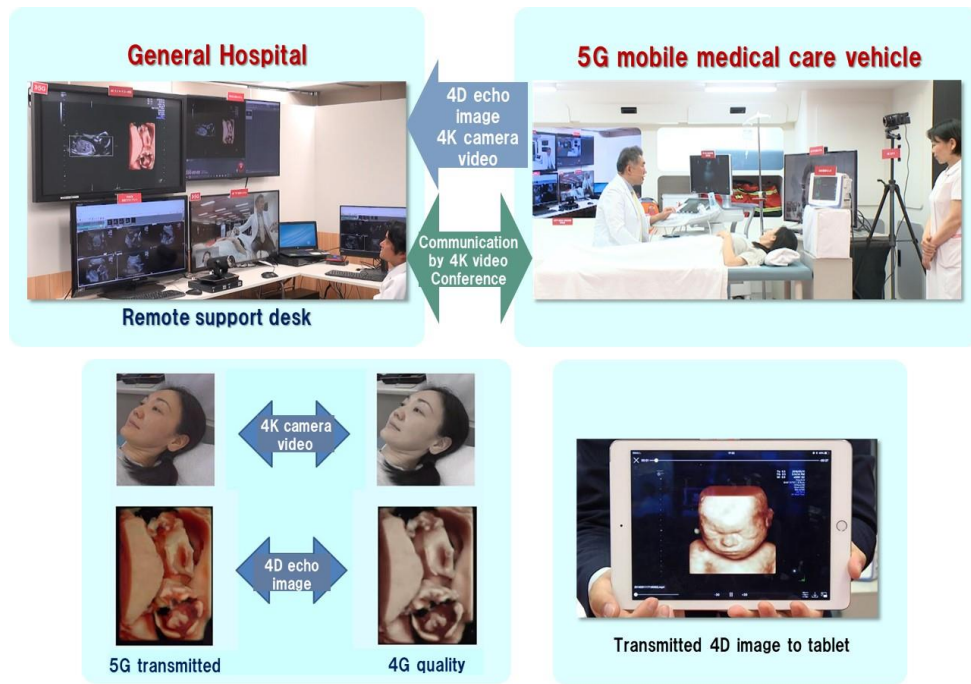 General Hospital
5G mobile medical care vehicle
4D echo
image
4K camera
video
Communication
by 4K video
Conference
Remote support desk
4K camera
video
4D echo
image
5G transmitted
4G quality
Transmitted 4D image to tablet